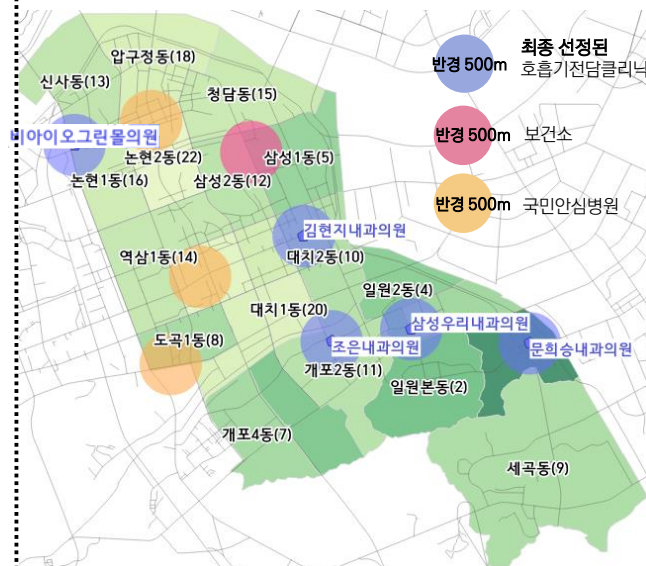 압구정동(18)
신사동(13)
청담동(15)
비아이오그린몰의원
논현2동(22)
논현1동(16)
삼성1동(5)
삼성2동(12)
김현지내과의원
대치2동(10)
역삼1동(14)
일원2동(4)
대치1동(20)
삼성우리내과의원
도곡1동(8)
조은내과의원
문희승내과의원
개포2동(11)
일원본동(2)
개포4동(7)
세곡동(9)
반경 500m
최종 선정된
호흡기전담클리닉
반경 500m
보건소
반경 500m
국민안심병원